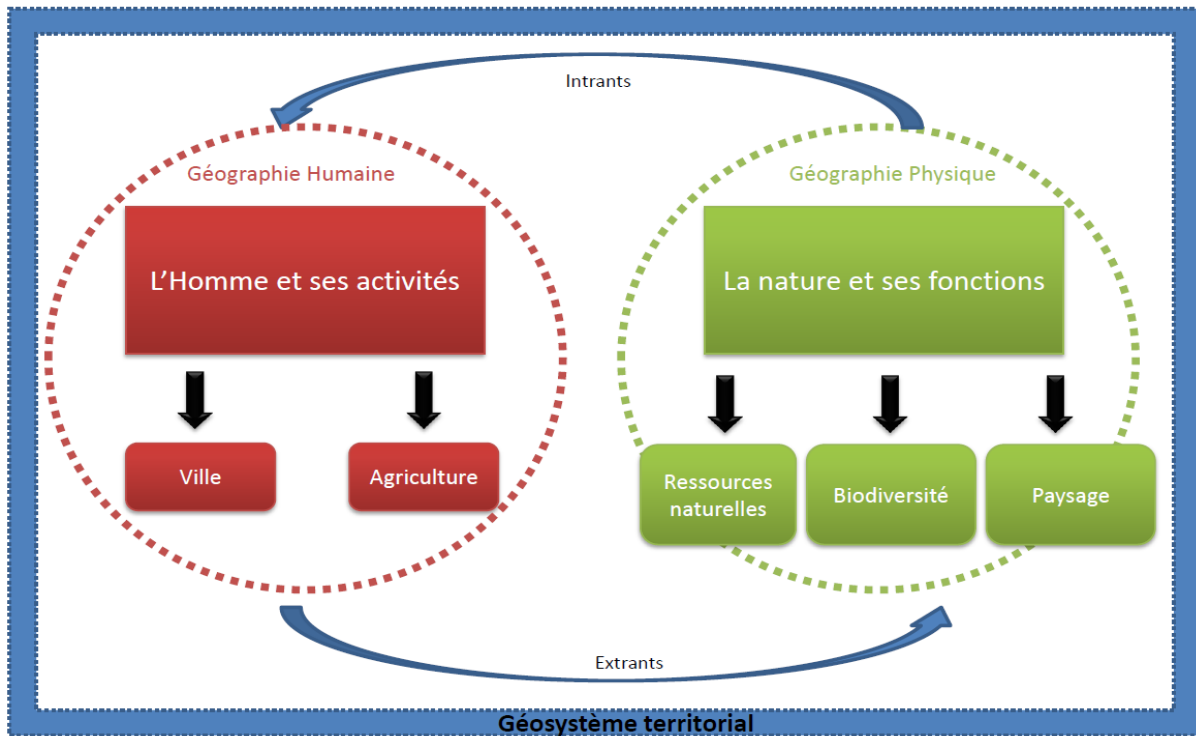 Intrants
Géographie Humaine
Géographie Physique
L'Homme et ses activités
La nature et ses fonctions
Ville
Agriculture
Ressources
naturelles
Biodiversité
Paysage
Extrants
Géosystème territorial